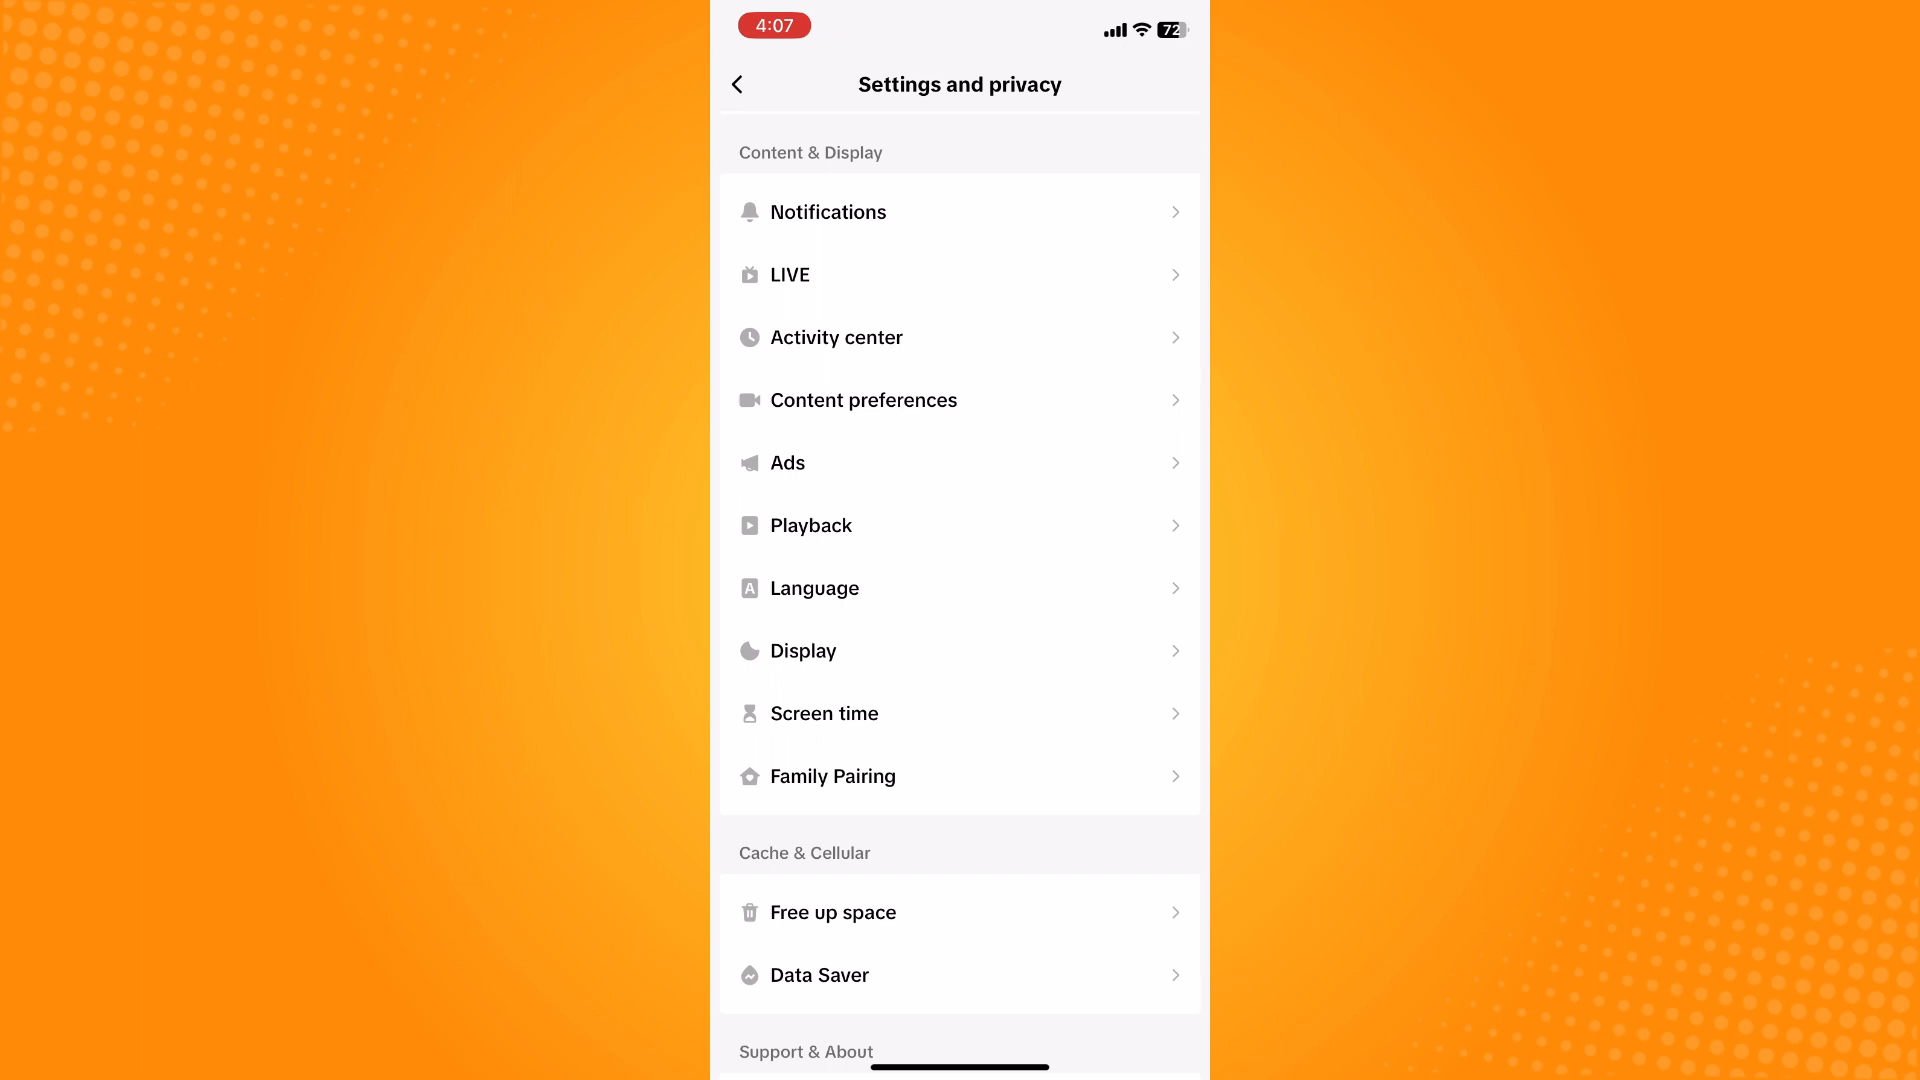 4:07
72
Settings and privacy
Content & Display
Notifications
LIVE
Activity center
Content preferences
Ads
Playback
A Language
Display
Screen time
Family Pairing
Cache & Cellular
Free up space
Data Saver
Support & About